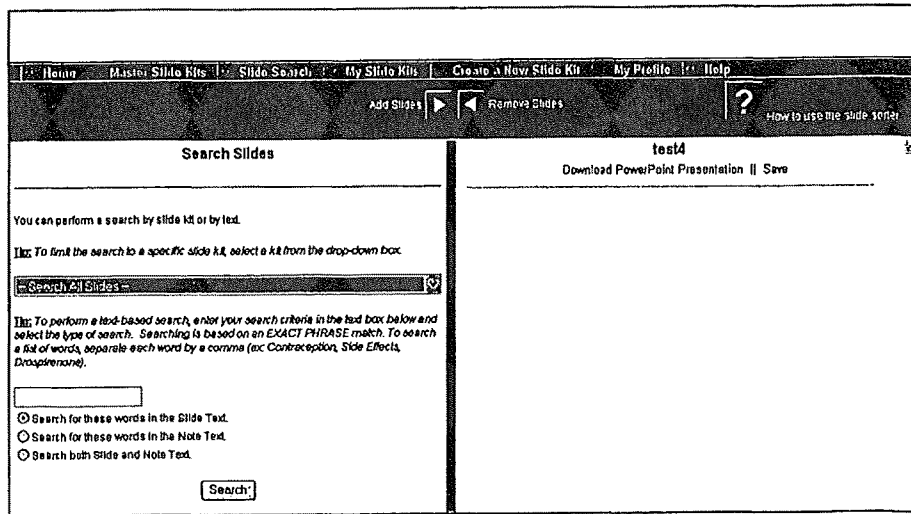 Home Master Slide Kits Slide Search My Slide Kits Create a New Slide Kit My Profile Help
Add Slides Remove Slides ? How to use the slide sorter
Search Slides
You can perform a search by slide kit or by text.
Tip: To limit the search to a specific slide kit, select a kit from the drop-down box.
-- Search All Slides --
Tip: To perform a text-based search, enter your search criteria in the text box below and
select the type of search. Searching is based on an EXACT PHRASE match. To search
a list of words, separate each word by a comma (ex: Contraception, Side Effects,
Drospirenone).
Search for these words in the Slide Text.
Search for these words in the Note Text.
Search both Slide and Note Text.
Search
test4
Download PowerPoint Presentation || Save